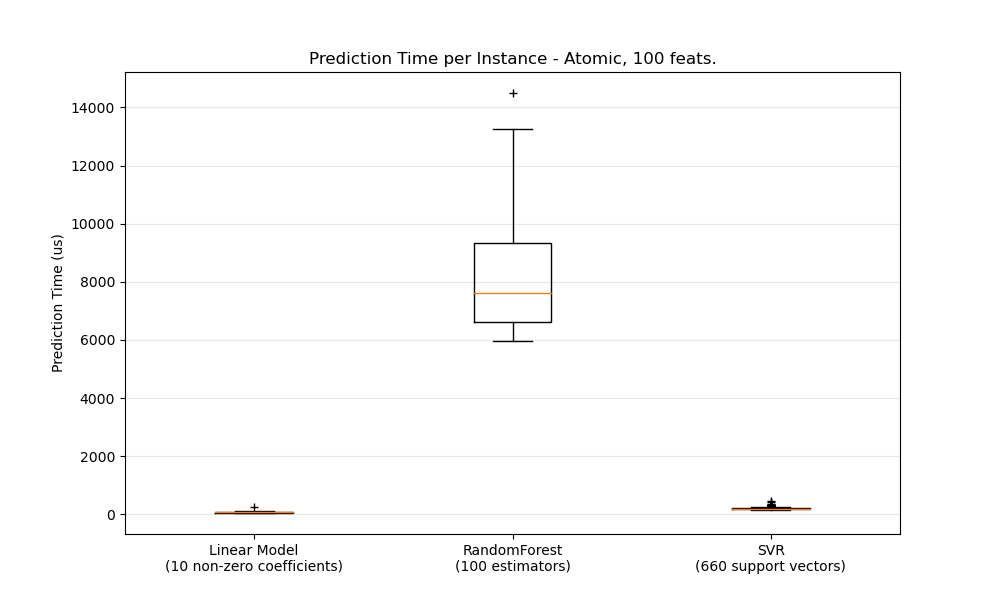 Prediction Time per Instance - Atomic, 100 feats.
Prediction Time (us)
14000
12000
10000
8000
6000
4000
2000
0
Linear Model
(10 non-zero coefficients)
RandomForest
(100 estimators)
SVR
(660 support vectors)